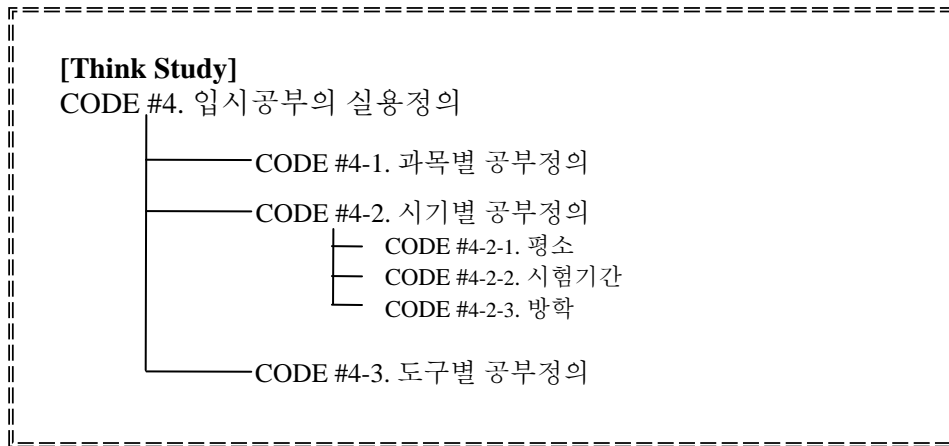 [Think Study]
CODE #4. 입시공부의 실용정의
CODE #4-1. 과목별 공부정의
CODE #4-2. 시기별 공부정의
CODE #4-2-1. 평소
CODE #4-2-2. 시험기간
CODE #4-2-3. 방학
CODE #4-3. 도구별 공부정의